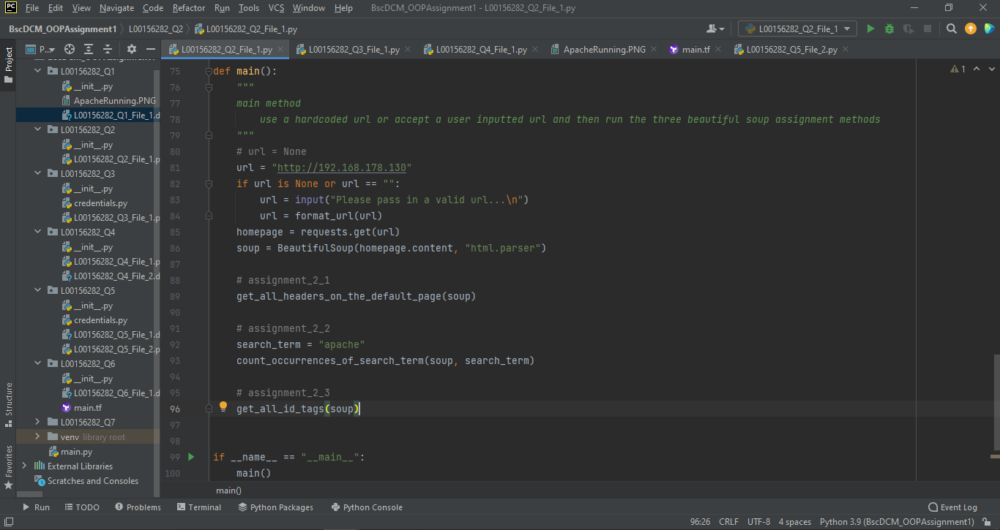 PC File Edit View Navigate Code Refactor Run Tools VCS Window Help BscDCM_OOPAssignment1 - L00156282_Q2_File_1.py
BscDCM_OOPAssignment1 L00156282_Q2 L00156282_Q2_File_1.py L00156282_Q2_File_1
Project
P... L00156282_Q2_File_1.py L00156282_Q3_File_1.py L00156282_Q4_File_1.py ApacheRunning.PNG main.tf L00156282_Q5_File_2.py
L00156282_Q1
__init__.py
ApacheRunning.PNG
L00156282_Q1_File_1.d
L00156282_Q2
__init__.py
L00156282_Q2_File_1.p
L00156282_Q3
__init__.py
credentials.py
L00156282_Q3_File_1.p
L00156282_Q4
__init__.py
L00156282_Q4_File_1.p
L00156282_Q4_File_2.d
L00156282_Q5
__init__.py
credentials.py
L00156282_Q5_File_1.d
L00156282_Q5_File_2.p
L00156282_Q6
__init__.py
L00156282_Q6_File_1.d
main.tf
L00156282_Q7
venv library root
main.py
External Libraries
Scratches and Consoles
Structure
Favorites
1
75 def main():
76 """
77 main method
78 use a hardcoded url or accept a user inputted url and then run the three beautiful soup assignment methods
79 """
80 # url = None
81 url = "http://192.168.178.130"
82 if url is None or url == "":
83 url = input("Please pass in a valid url...\n")
84 url = format_url(url)
85 homepage = requests.get(url)
86 soup = BeautifulSoup(homepage.content, "html.parser")
87
88 # assignment_2_1
89 get_all_headers_on_the_default_page(soup)
90
91 # assignment_2_2
92 search_term = "apache"
93 count_occurrences_of_search_term(soup, search_term)
94
95 # assignment_2_3
96 get_all_id_tags(soup)
97
98
99 if __name__ == "__main__":
100 main()
main()
Run TODO Problems Terminal Python Packages Python Console Event Log
96:26 CRLF UTF-8 4 spaces Python 3.9 (BscDCM_OOPAssignment1)